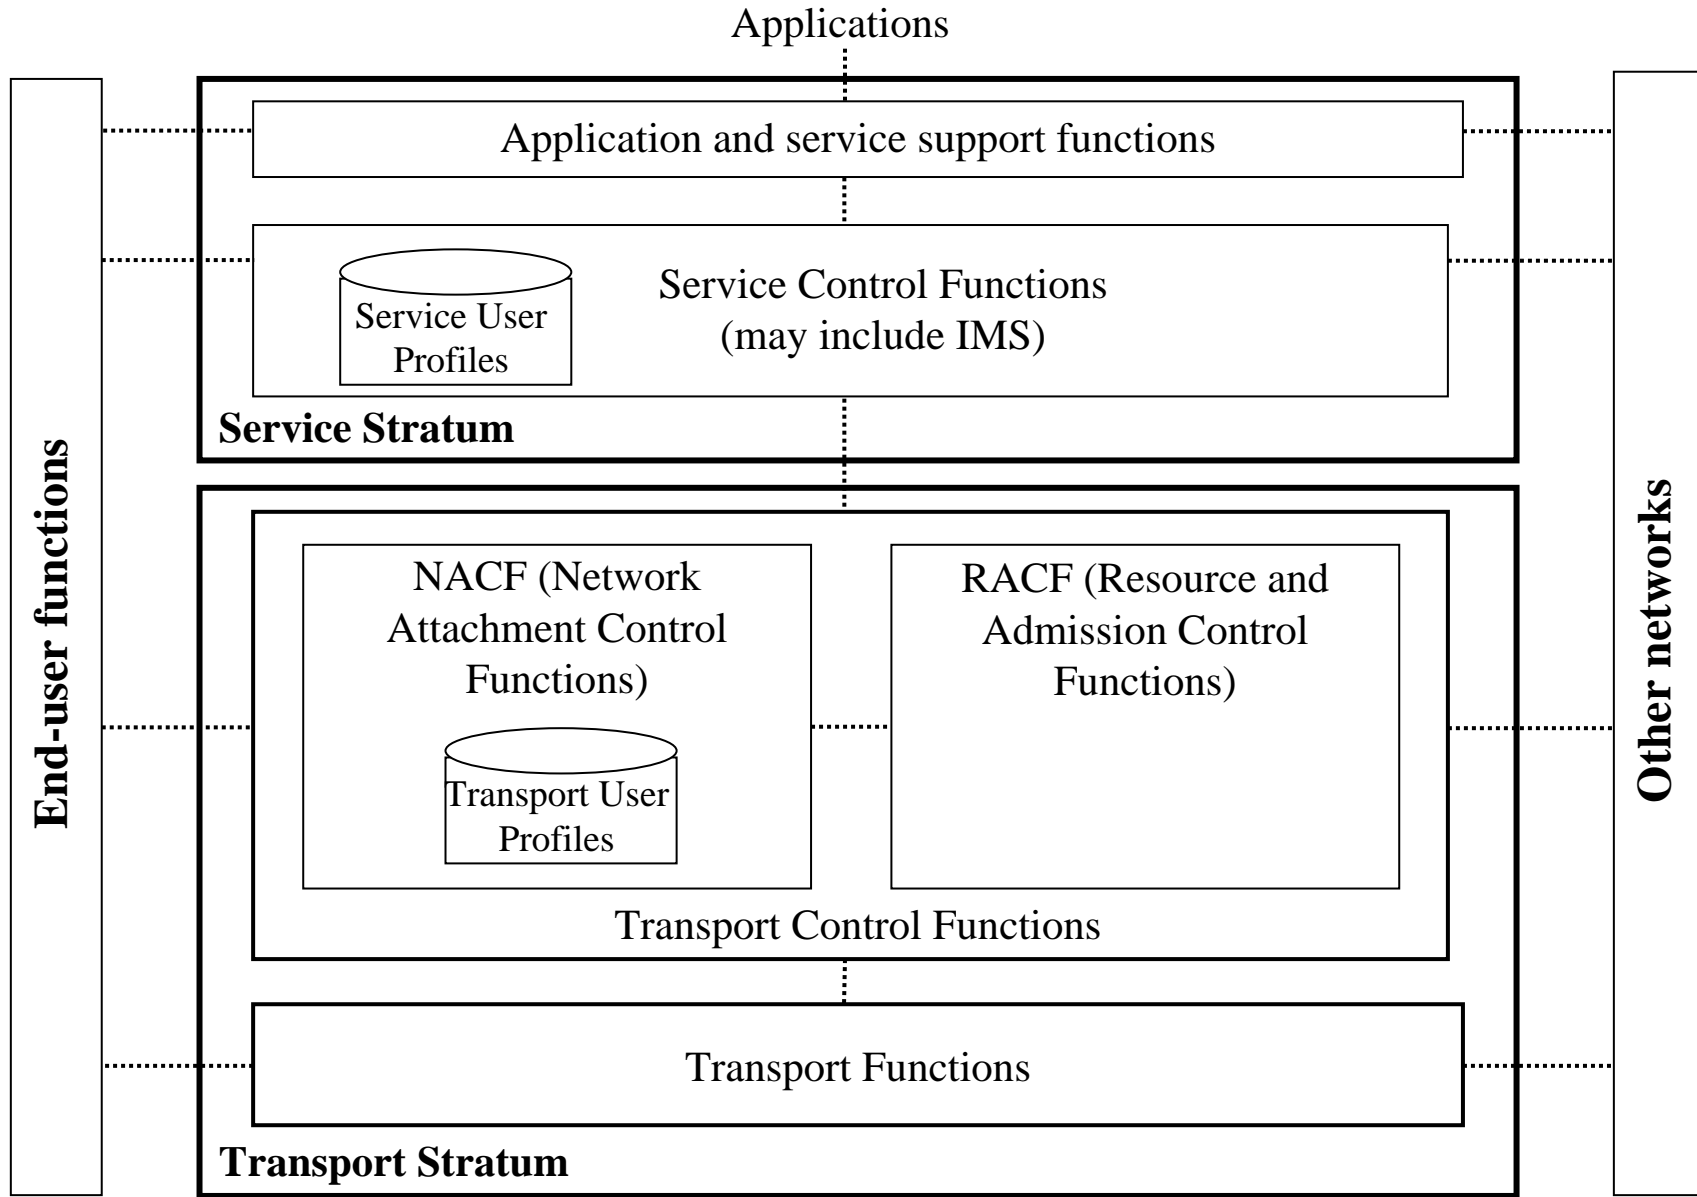 Applications
Application and service support functions
Service User
Profiles
Service Control Functions
(may include IMS)
Service Stratum
End-user functions
Other networks
NACF (Network
Attachment Control
Functions)
Transport User
Profiles
RACF (Resource and
Admission Control
Functions)
Transport Control Functions
Transport Functions
Transport Stratum